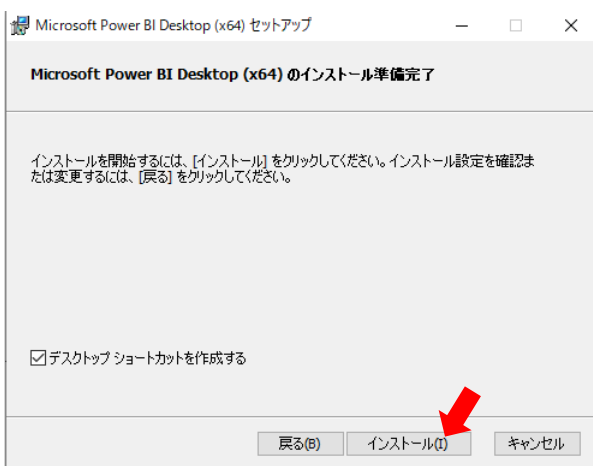 Microsoft Power BI Desktop (x64) セットアップ
Microsoft Power BI Desktop (x64) のインストール準備完了
インストールを開始するには、[インストール] をクリックしてください。インストール設定を確認ま
たは変更するには、[戻る] をクリックしてください。
デスクトップ ショートカットを作成する
戻る(B) インストール(I) キャンセル